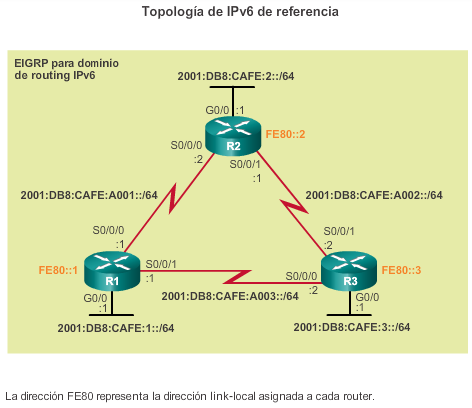 Topología de IPv6 de referencia
EIGRP para dominio
de routing IPv6
2001:DB8:CAFE:2::/64
G0/0 :1
FE80::2
R2
S0/0/0
:2
S0/0/1
:1
2001:DB8:CAFE:A001::/64
2001:DB8:CAFE:A002::/64
S0/0/0
:1
S0/0/1
:2
FE80::1
R1
S0/0/1
:1
S0/0/0
:2
R3
FE80::3
2001:DB8:CAFE:A003::/64
G0/0
:1
G0/0
:1
2001:DB8:CAFE:1::/64
2001:DB8:CAFE:3::/64
La dirección FE80 representa la dirección link-local asignada a cada router.